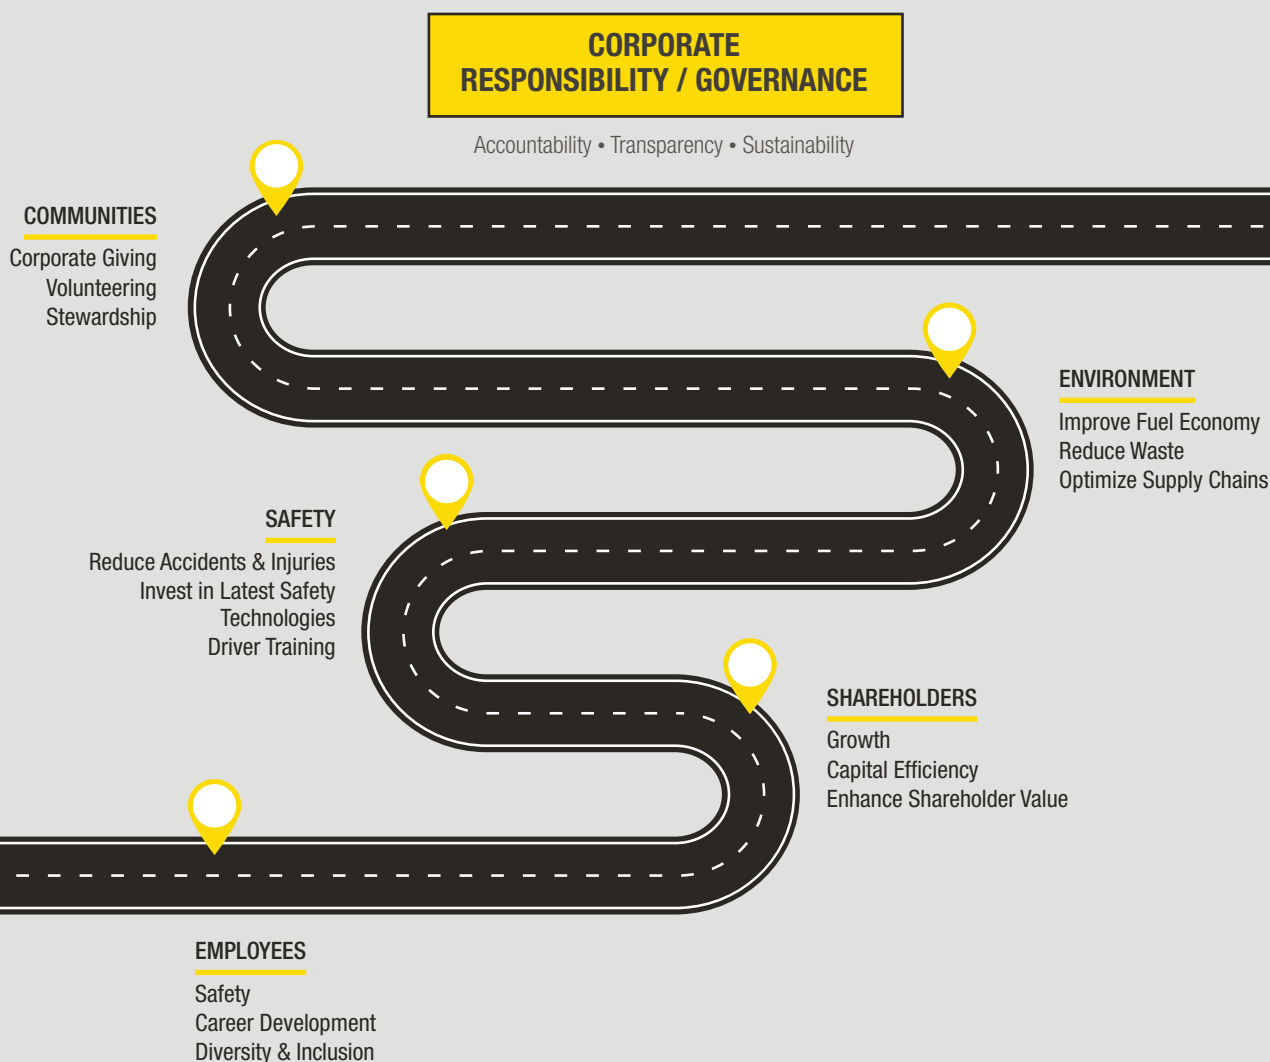 CORPORATE
RESPONSIBILITY / GOVERNANCE
Accountability • Transparency • Sustainability
COMMUNITIES
Corporate Giving
Volunteering
Stewardship
ENVIRONMENT
Improve Fuel Economy
Reduce Waste
Optimize Supply Chains
SAFETY
Reduce Accidents & Injuries
Invest in Latest Safety
Technologies
Driver Training
SHAREHOLDERS
Growth
Capital Efficiency
Enhance Shareholder Value
EMPLOYEES
Safety
Career Development
Diversity & Inclusion